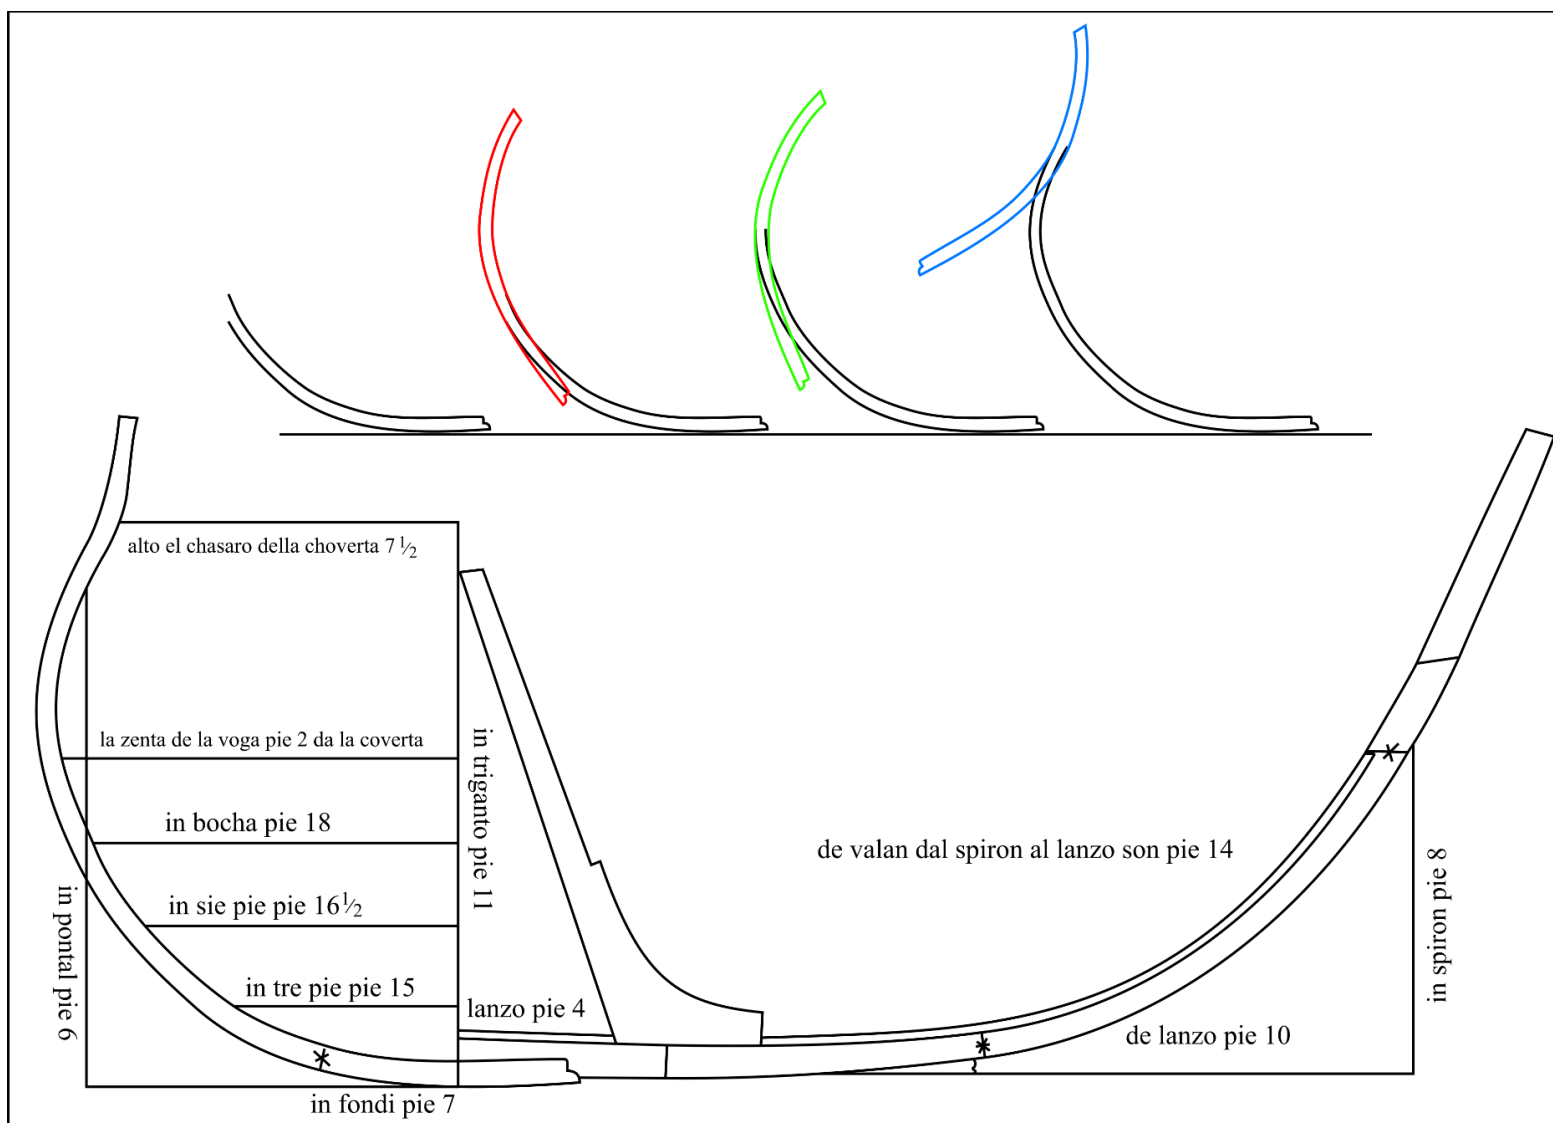 alto el chasaro della choverta 7 1/2
la zenta de la voga pie 2 da la coverta
in bocha pie 18
in sie pie pie 16 1/2
in tre pie pie 15
in pontal pie 6
in fondi pie 7
in triganto pie 11
lanzo pie 4
de valan dal spiron al lanzo son pie 14
de lanzo pie 10
in spiron pie 8